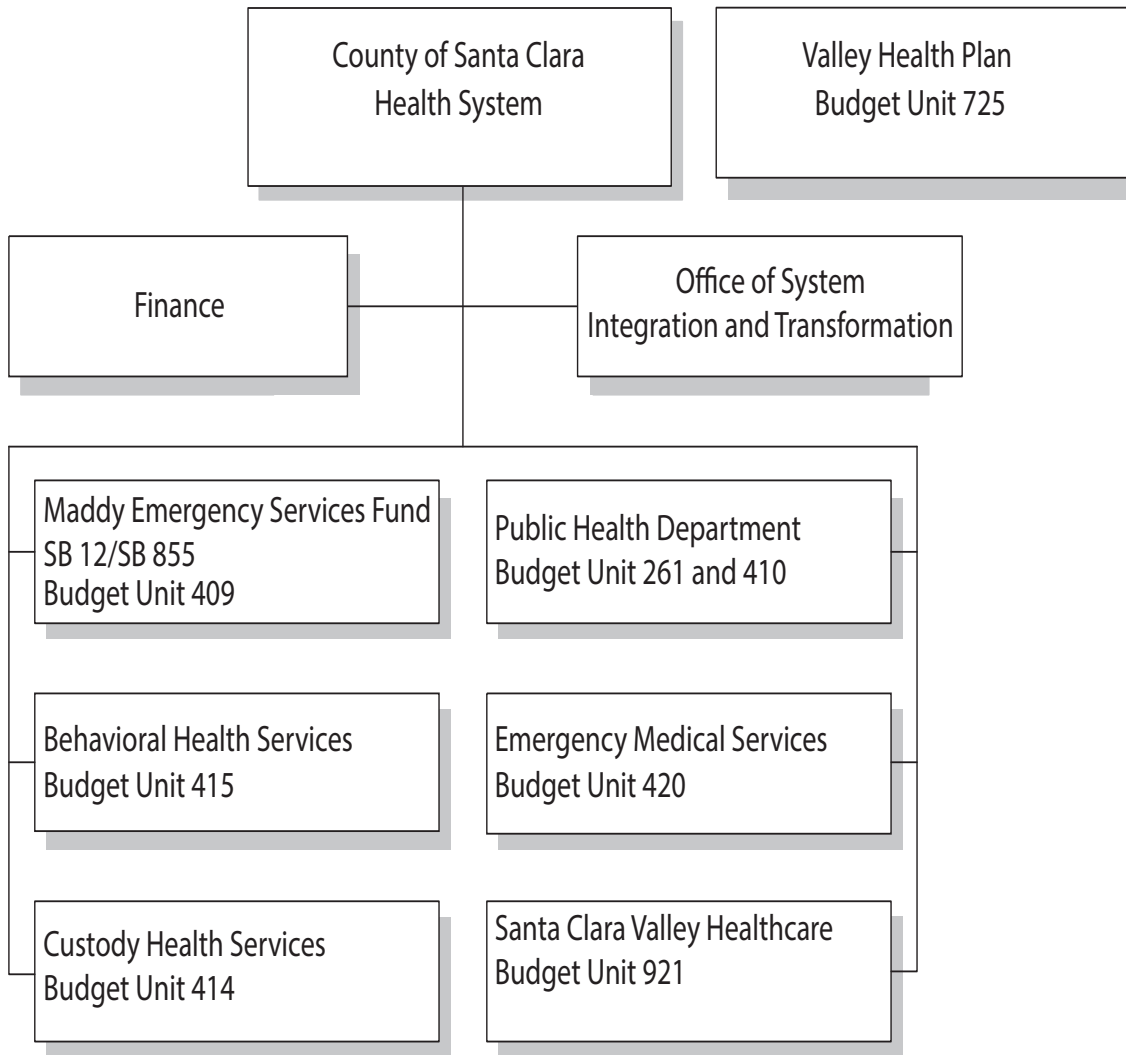 County of Santa Clara
Health System
Valley Health Plan
Budget Unit 725
Finance
Office of System
Integration and Transformation
Maddy Emergency Services Fund
SB 12/SB 855
Budget Unit 409
Public Health Department
Budget Unit 261 and 410
Behavioral Health Services
Budget Unit 415
Emergency Medical Services
Budget Unit 420
Custody Health Services
Budget Unit 414
Santa Clara Valley Healthcare
Budget Unit 921